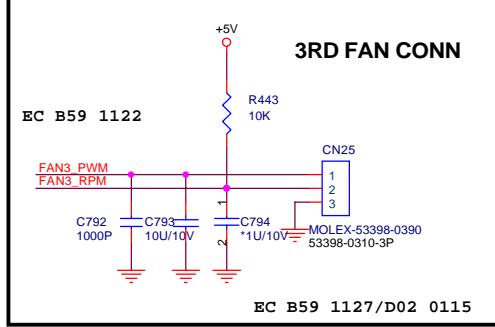 +5V
3RD FAN CONN
R443
10K
EC B59 1122
CN25
FAN3_PWM
FAN3_RPM
1
2
3
1
2
C792
1000P
C793
10U/10V
C794
*1U/10V
MOLEX-53398-0390
53398-0310-3P
EC B59 1127/D02 0115